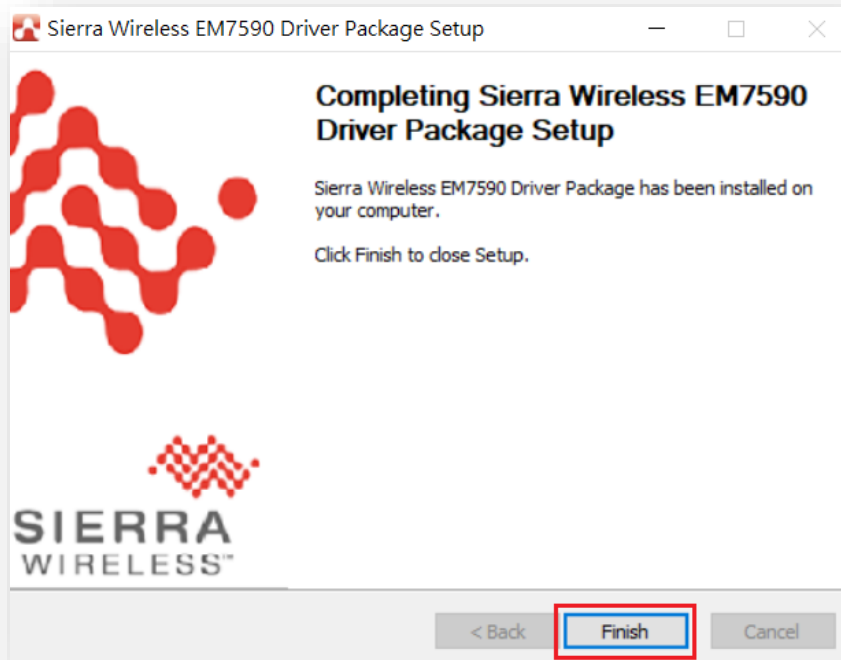 Sierra Wireless EM7590 Driver Package Setup
Completing Sierra Wireless EM7590
Driver Package Setup
Sierra Wireless EM7590 Driver Package has been installed on
your computer.
Click Finish to close Setup.
SIERRA
WIRELESS™
< Back
Finish
Cancel